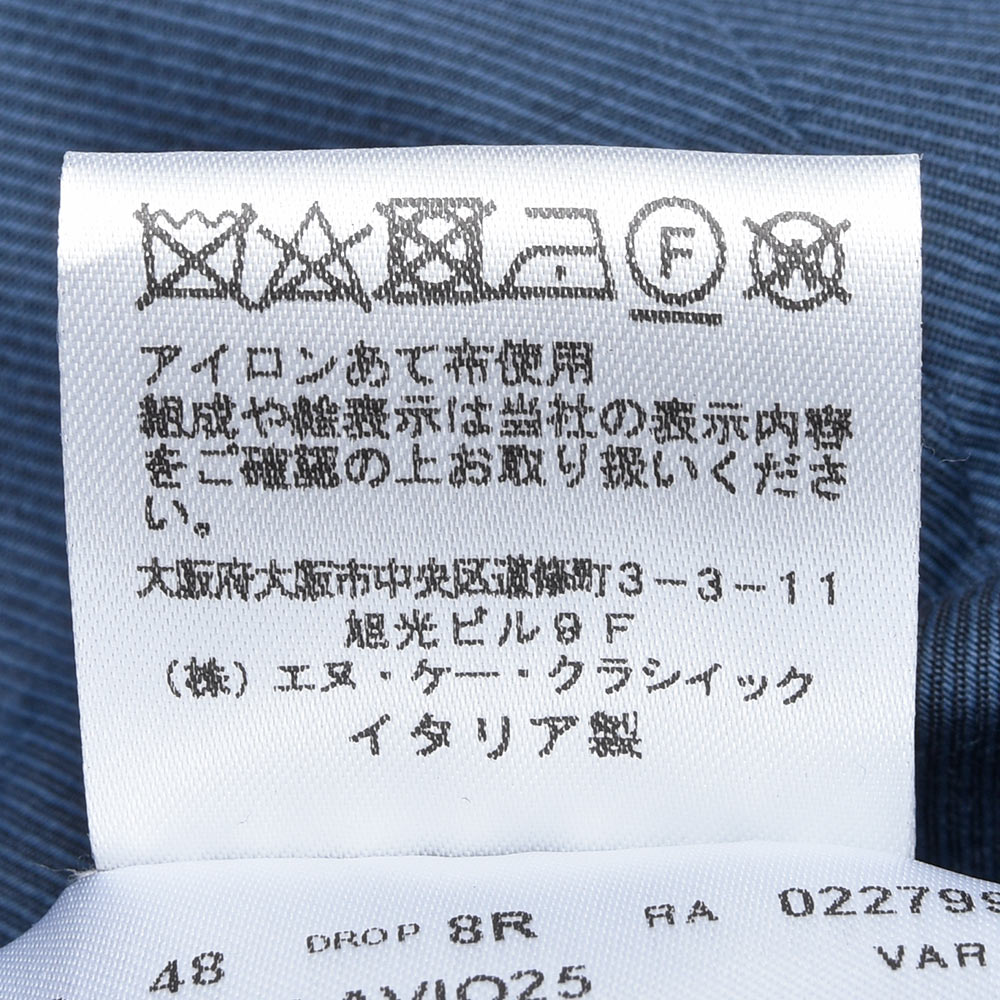 F
W
アイロンあて布使用
組成や絵表示は当社の表示内容
をご確認の上お取り扱いくださ
い。
大阪府大阪市中央区道修町3-3-11
旭光ビル9F
(株)エヌ・ケー・クラシイック
イタリア製
48 DROP 8R RA 022799
AVIO25 VAR